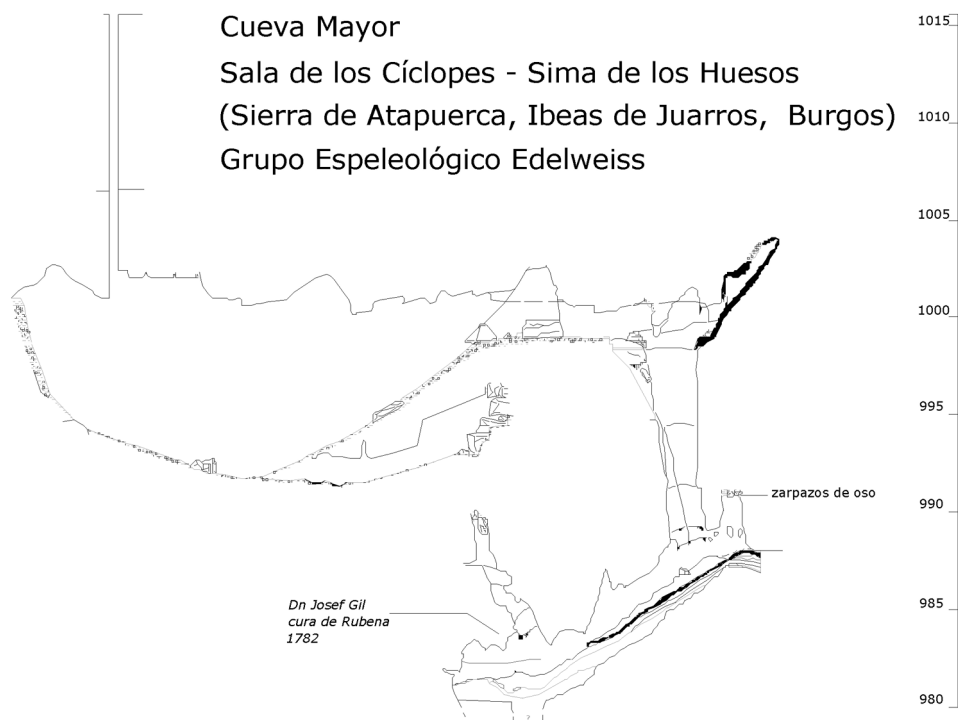 Cueva Mayor
Sala de los Cíclopes - Sima de los Huesos
(Sierra de Atapuerca, Ibeas de Juarros, Burgos)
Grupo Espeleológico Edelweiss
1015
1010
1005
1000
995
990
985
980
zarpazos de oso
Dn Josef Gil
cura de Rubena
1782
?